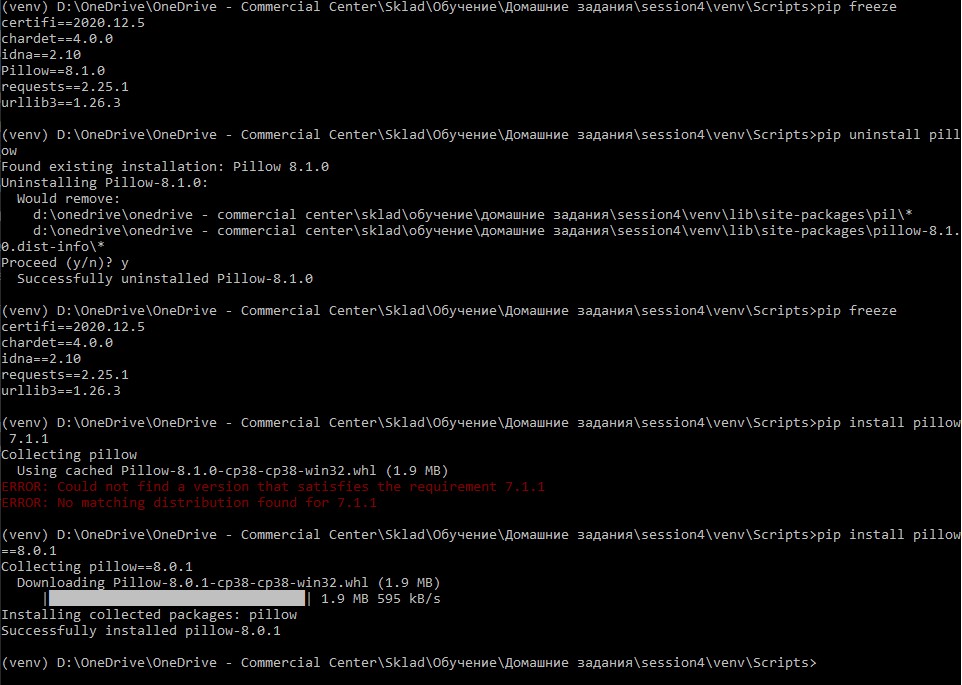 (venv) D:\OneDrive\OneDrive - Commercial Center\Sklad\Обучение\Домашние задания\session4\venv\Scripts>pip freeze
certifi==2020.12.5
chardet==4.0.0
idna==2.10
Pillow==8.1.0
requests==2.25.1
urllib3==1.26.3
(venv) D:\OneDrive\OneDrive - Commercial Center\Sklad\Обучение\Домашние задания\session4\venv\Scripts>pip uninstall pill
ow
Found existing installation: Pillow 8.1.0
Uninstalling Pillow-8.1.0:
Would remove:
d:\onedrive\onedrive - commercial center\sklad\обучение\домашние задания\session4\venv\lib\site-packages\pil\*
d:\onedrive\onedrive - commercial center\sklad\обучение\домашние задания\session4\venv\lib\site-packages\pillow-8.1.
0.dist-info\*
Proceed (y/n)? y
Successfully uninstalled Pillow-8.1.0
(venv) D:\OneDrive\OneDrive - Commercial Center\Sklad\Обучение\Домашние задания\session4\venv\Scripts>pip freeze
certifi==2020.12.5
chardet==4.0.0
idna==2.10
requests==2.25.1
urllib3==1.26.3
(venv) D:\OneDrive\OneDrive - Commercial Center\Sklad\Обучение\Домашние задания\session4\venv\Scripts>pip install pillow
7.1.1
Collecting pillow
Using cached Pillow-8.1.0-cp38-cp38-win32.whl (1.9 MB)
ERROR: Could not find a version that satisfies the requirement 7.1.1
ERROR: No matching distribution found for 7.1.1
(venv) D:\OneDrive\OneDrive - Commercial Center\Sklad\Обучение\Домашние задания\session4\venv\Scripts>pip install pillow
==8.0.1
Collecting pillow==8.0.1
Downloading Pillow-8.0.1-cp38-cp38-win32.whl (1.9 MB)
|████████████████████████████████| 1.9 MB 595 kB/s
Installing collected packages: pillow
Successfully installed pillow-8.0.1
(venv) D:\OneDrive\OneDrive - Commercial Center\Sklad\Обучение\Домашние задания\session4\venv\Scripts>